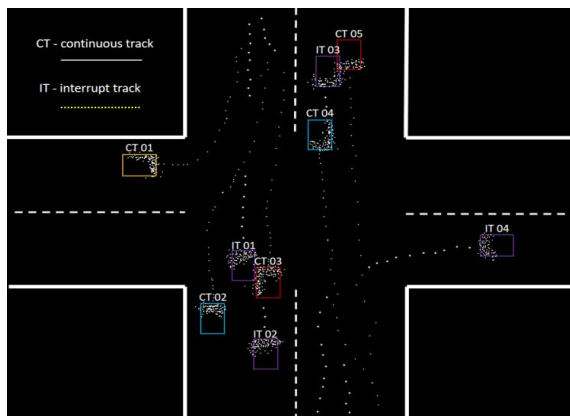 CT - continuous track
IT - interrupt track
CT 05
IT 03
CT 04
CT 01
IT 04
IT 01
CT 03
CT 02
IT 02